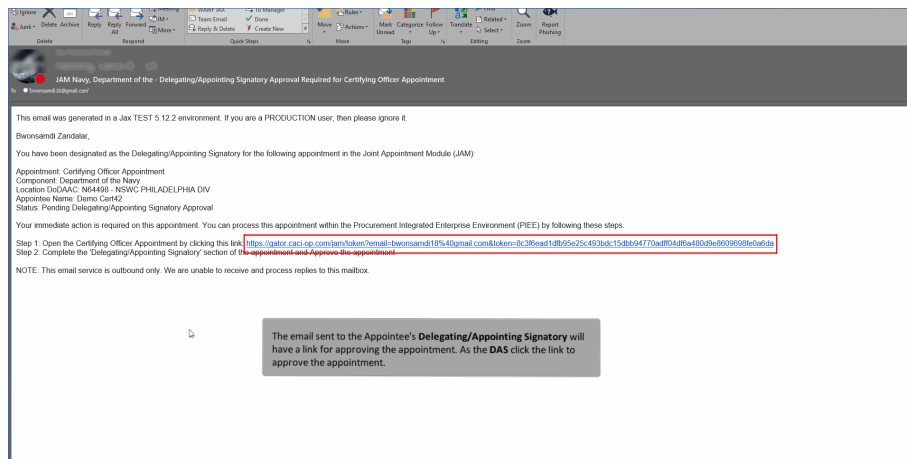 Ignore
Junk
Delete
Archive
Reply
Reply All
Forward
Meeting
IM
More
WAWF JAX
Team Email
Reply & Delete
To Manager
Done
Create New
Move
Rules
Actions
Mark Unread
Categorize
Follow Up
Translate
Find
Related
Select
Zoom
Report Phishing
Delete
Respond
Quick Steps
Move
Tags
Editing
Zoom
JAM Navy, Department of the - Delegating/Appointing Signatory Approval Required for Certifying Officer Appointment
To 'bwonsamdi18@gmail.com'
This email was generated in a Jax TEST 5.12.2 environment. If you are a PRODUCTION user, then please ignore it.
Bwonsamdi Zandalar,
You have been designated as the Delegating/Appointing Signatory for the following appointment in the Joint Appointment Module (JAM):
Appointment: Certifying Officer Appointment
Component: Department of the Navy
Location DoDAAC: N64498 - NSWC PHILADELPHIA DIV
Appointee Name: Demo Cert42
Status: Pending Delegating/Appointing Signatory Approval
Your immediate action is required on this appointment. You can process this appointment within the Procurement Integrated Enterprise Environment (PIEE) by following these steps.
Step 1: Open the Certifying Officer Appointment by clicking this link: https://gator.caci-op.com/jam/token?email=bwonsamdi18%40gmail.com&token=8c3f6ead1dfb95e25c493bdc15dbb94770adff04df6a480d9e8609698fe0a6da
Step 2: Complete the 'Delegating/Appointing Signatory' section of the appointment and Approve the appointment.
NOTE: This email service is outbound only. We are unable to receive and process replies to this mailbox.
The email sent to the Appointee's Delegating/Appointing Signatory will
have a link for approving the appointment. As the DAS click the link to
approve the appointment.